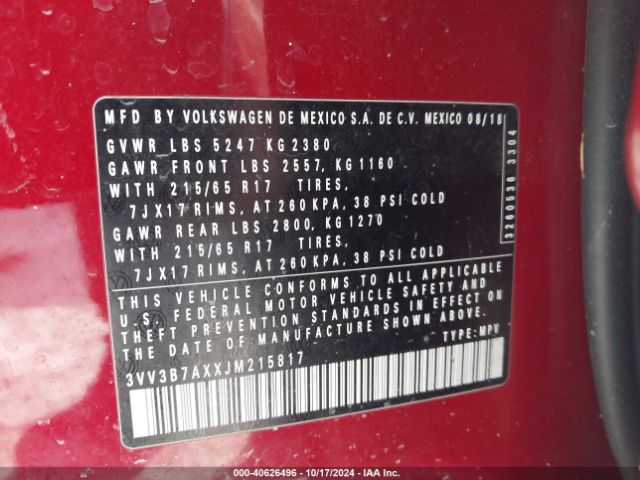 MFD BY VOLKSWAGEN DE MEXICO S.A. DE C.V. MEXICO 08/18
GVWR LBS 5247 KG 2380
GAWR FRONT LBS 2557, KG 1160
WITH 215/65 R17 TIRES,
7JX17 RIMS, AT 260 KPA, 38 PSI COLD
GAWR REAR LBS 2800, KG 1270
WITH 215/65 R17 TIRES,
7JX17 RIMS, AT 260 KPA, 38 PSI COLD
THIS VEHICLE CONFORMS TO ALL APPLICABLE
U.S. FEDERAL MOTOR VEHICLE SAFETY AND
THEFT PREVENTION STANDARDS IN EFFECT ON
THE DATE OF MANUFACTURE SHOWN ABOVE.
3VV3B7AXXJM215817 TYPE: MPV
3260530 3304
000-40626496 - 10/17/2024 - IAA Inc.